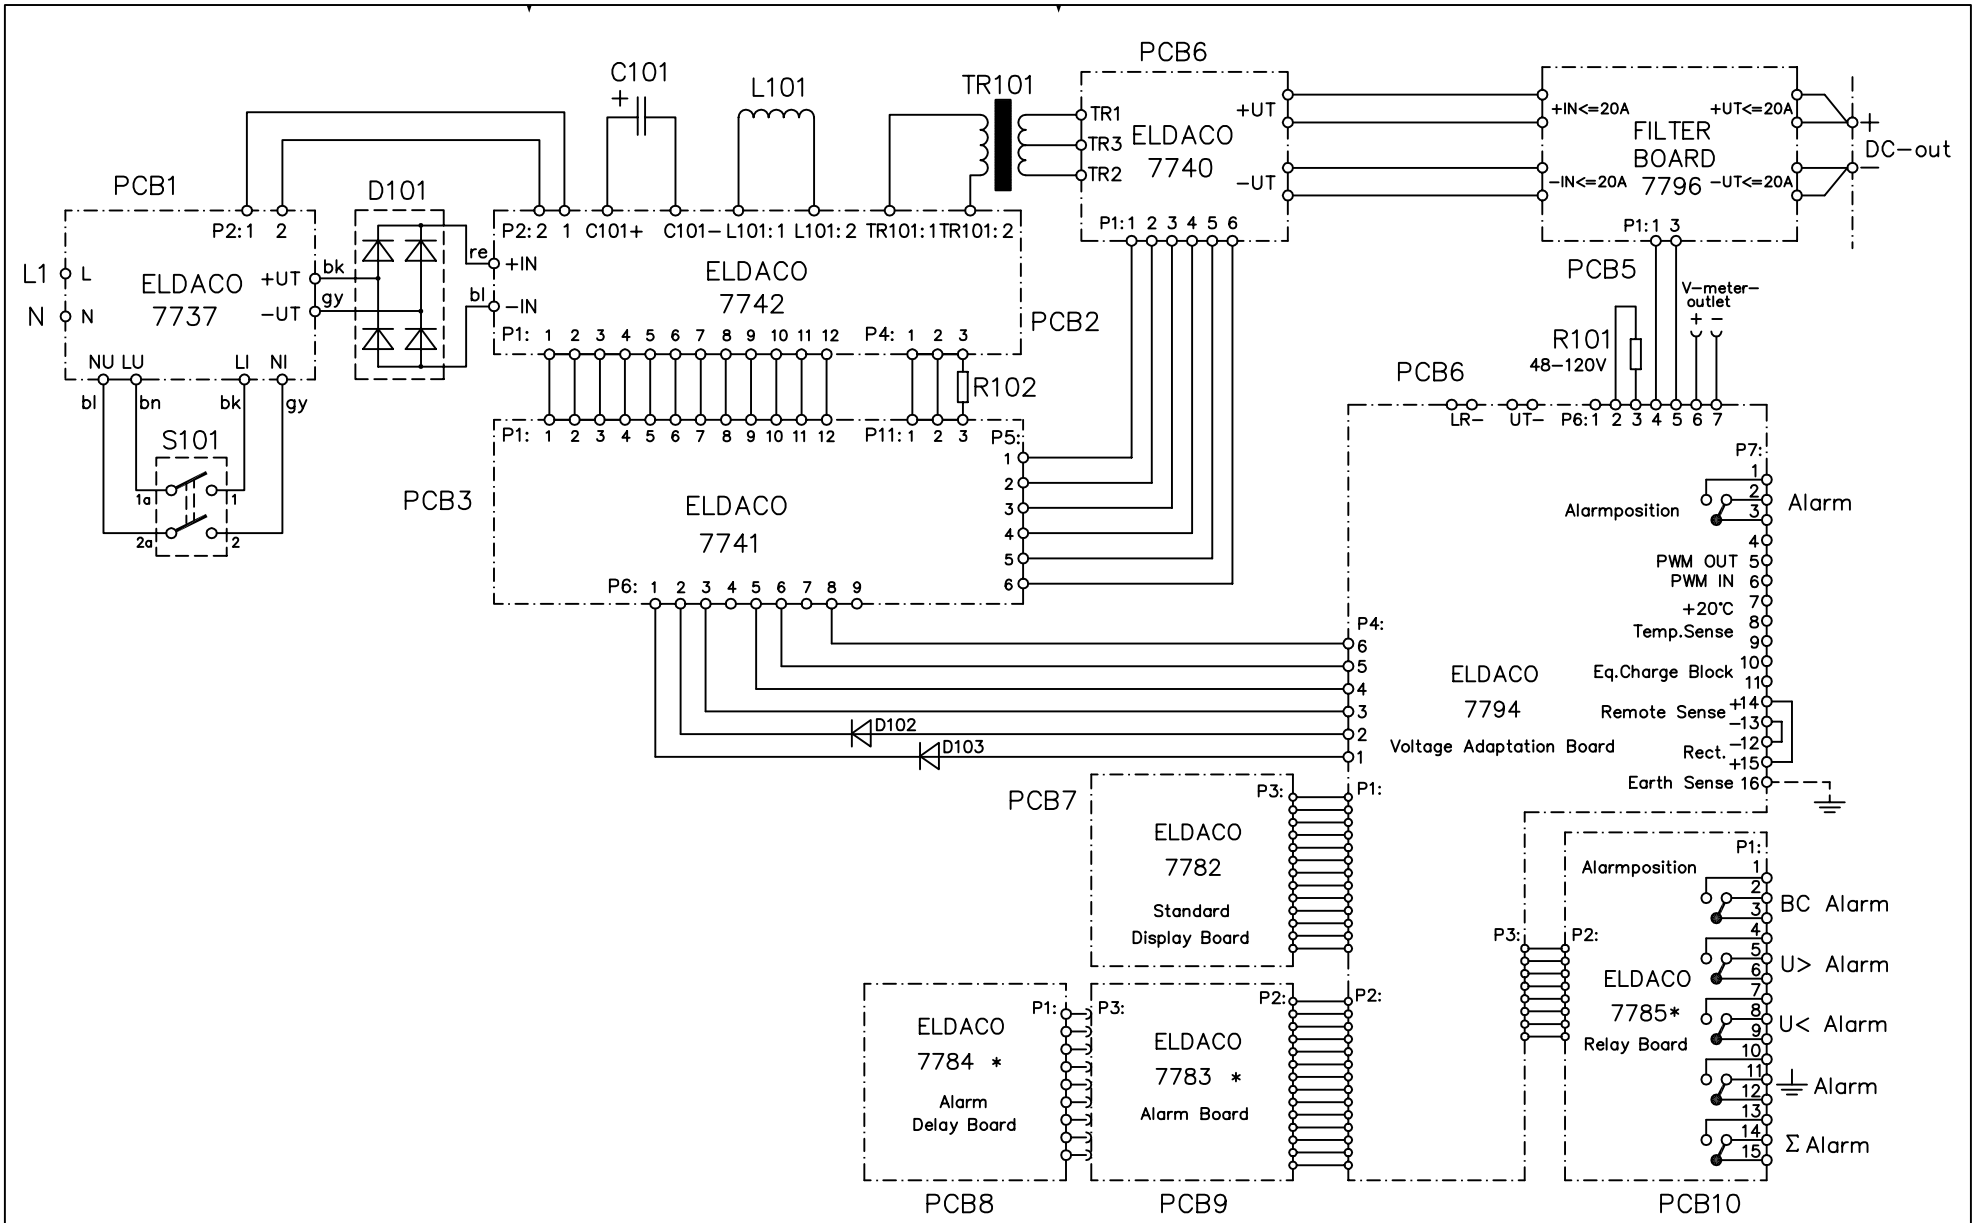 PCB1
P2: 1 2
L1 L
N N
ELDACO
7737
+UT
-UT
bk
gy
NU LU LI NI
bl bn bk gy
S101
1a 1
2a 2
D101
re
bl
C101
+
L101
TR101
P2: 2 1 C101+ C101- L101: 1 L101: 2 TR101: 1 TR101: 2
+IN
-IN
ELDACO
7742
PCB2
P1: 1 2 3 4 5 6 7 8 9 10 11 12 P4: 1 2 3
R102
P1: 1 2 3 4 5 6 7 8 9 10 11 12 P11: 1 2 3
P5:
1
2
3
4
5
6
PCB3
ELDACO
7741
P6: 1 2 3 4 5 6 7 8 9
D102
D103
PCB6
TR1
TR3
TR2
ELDACO
7740
+UT
-UT
P1: 1 2 3 4 5 6
+IN<=20A
-IN<=20A
FILTER
BOARD
7796
+UT<=20A
-UT<=20A
P1: 1 3
+
-
DC-out
PCB5
V-meter-
outlet
+ -
R101
48-120V
PCB6
LR- UT- P6: 1 2 3 4 5 6 7
P7:
1
2
3
Alarmposition
Alarm
4
PWM OUT 5
PWM IN 6
7
+20°C
8
Temp.Sense
9
10
Eq.Charge Block
11
+14
Remote Sense
-13
-12
Rect.
+15
Earth Sense 16
P4:
6
5
4
3
2
1
ELDACO
7794
Voltage Adaptation Board
PCB7
P3: P1:
ELDACO
7782
Standard
Display Board
P1: P3:
ELDACO
7784 *
Alarm
Delay Board
PCB8
P2: P2:
ELDACO
7783 *
Alarm Board
PCB9
P3: P2:
ELDACO
7785*
Relay Board
Alarmposition
P1:
1
2
3
BC Alarm
4
5
6
U> Alarm
7
8
9
U< Alarm
10
11
12
Alarm
13
14
15
Σ Alarm
PCB10